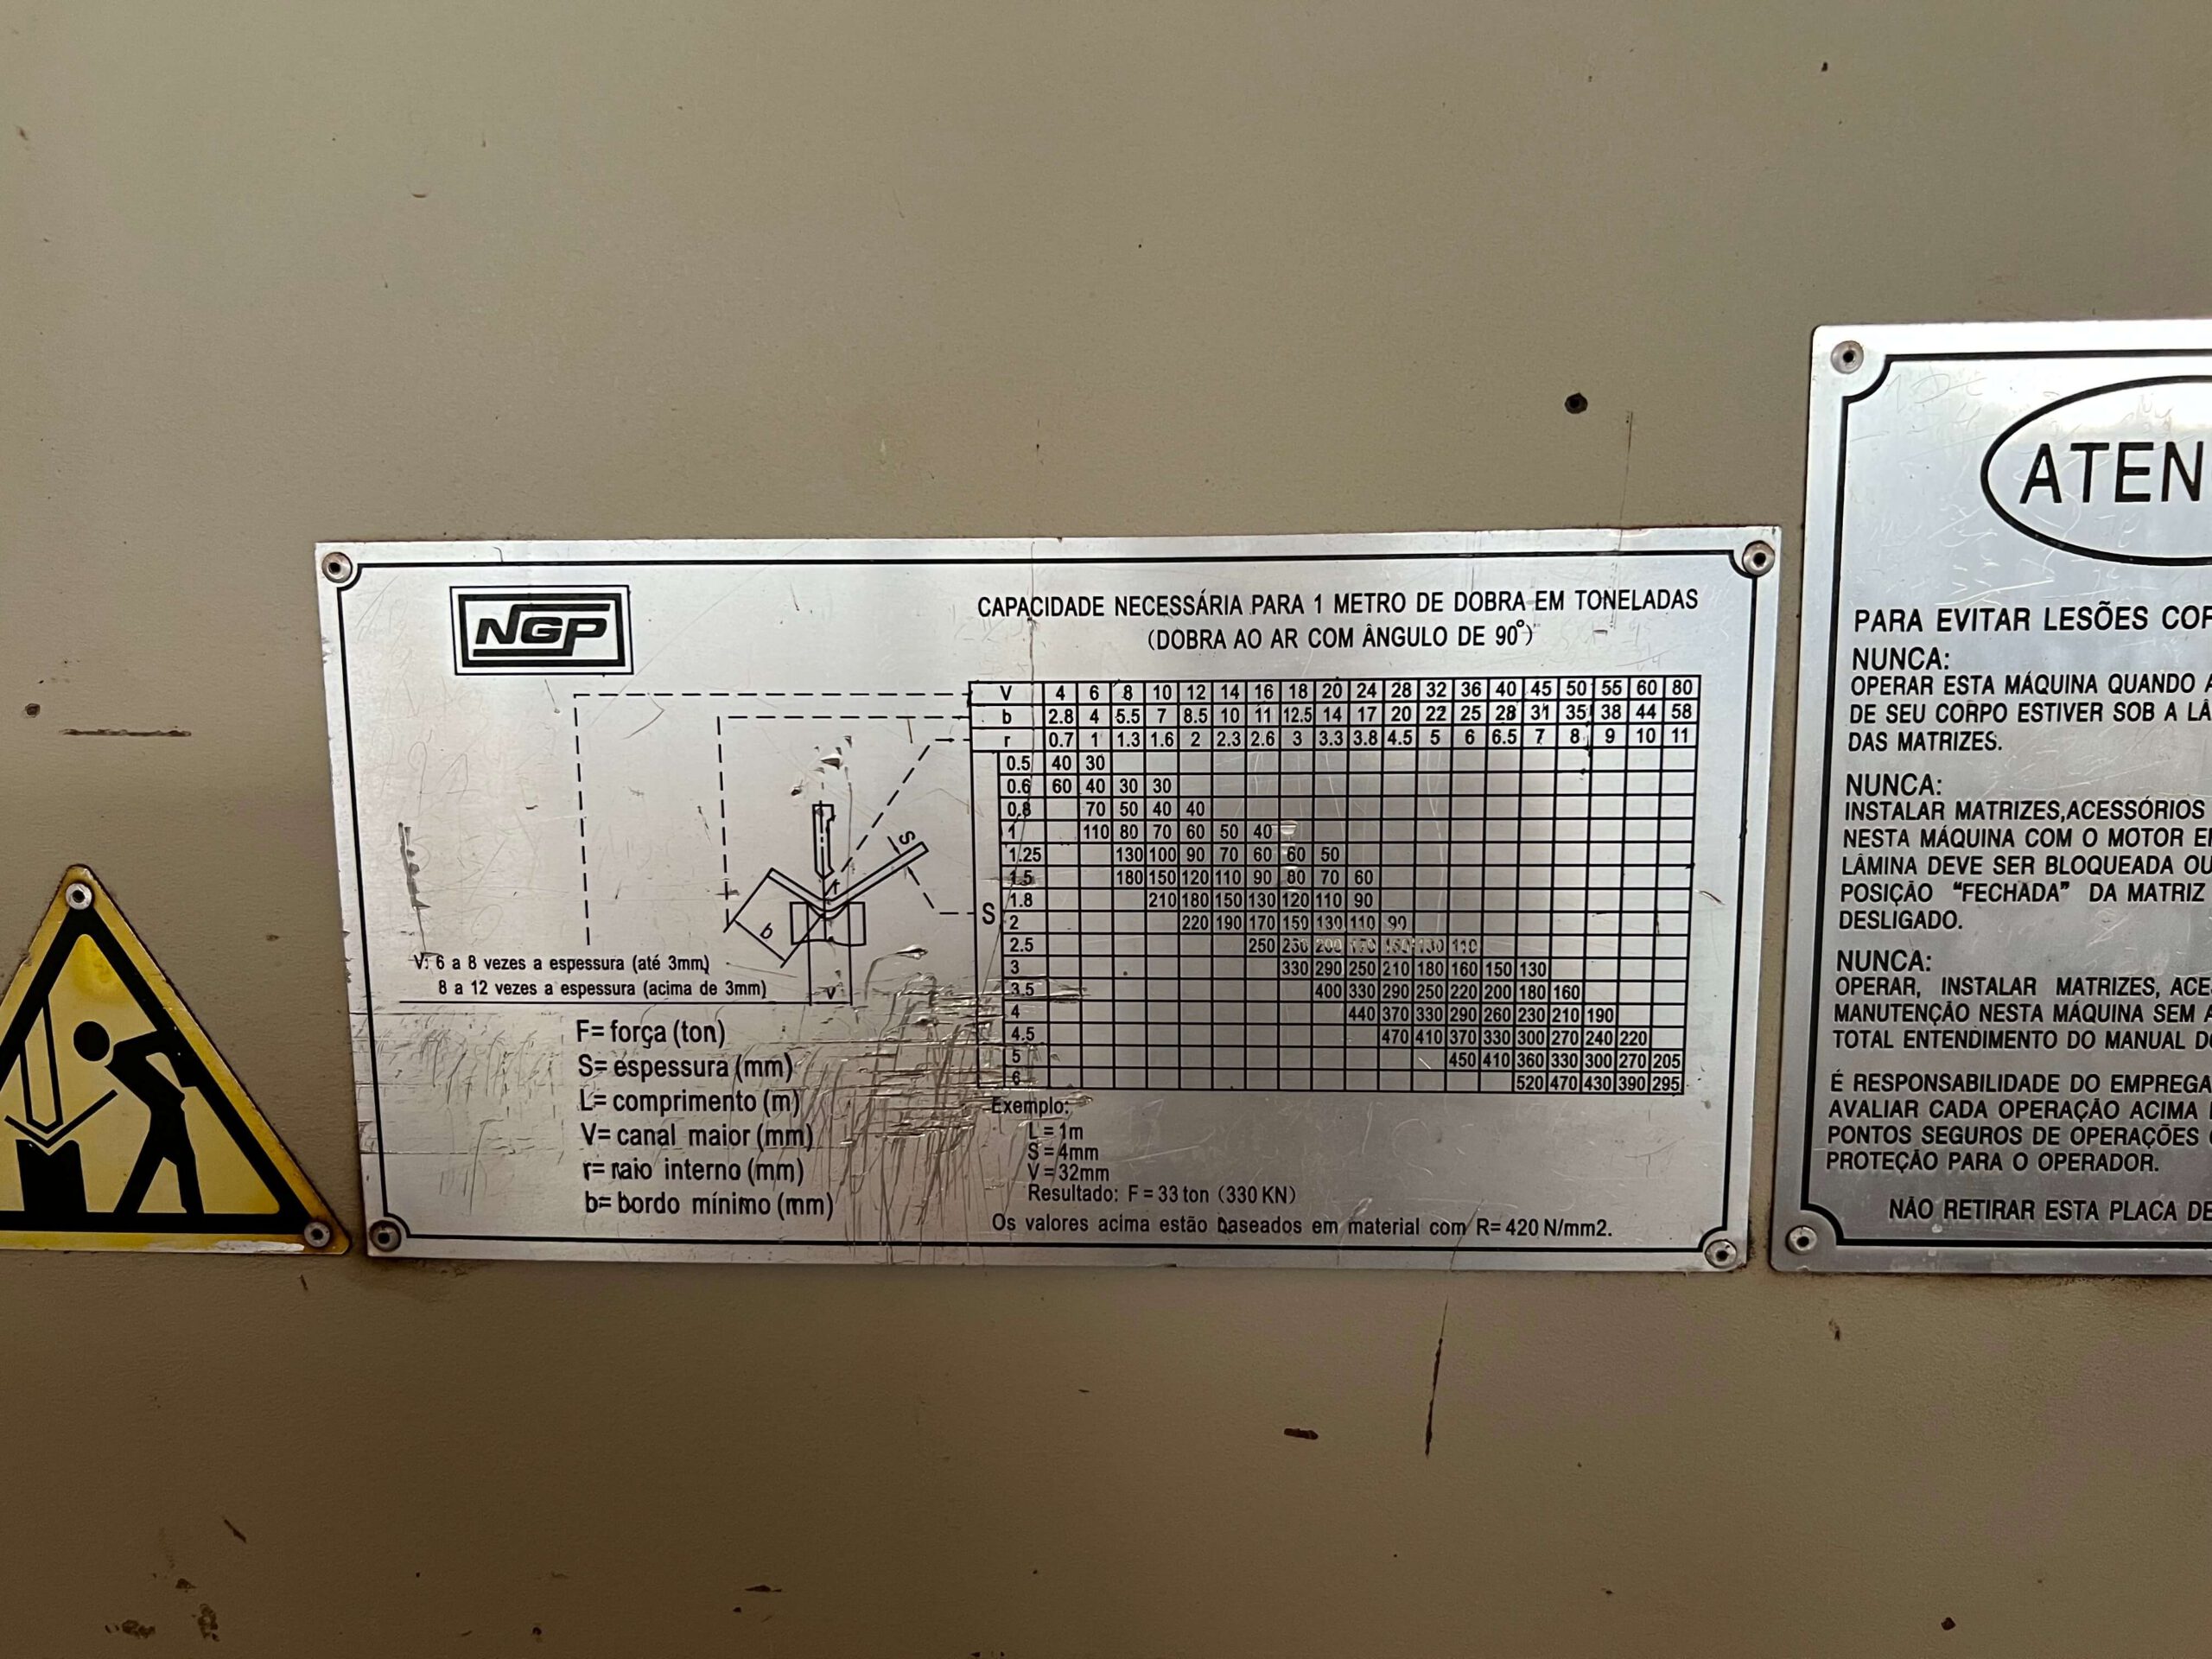 NGP
CAPACIDADE NECESSÁRIA PARA 1 METRO DE DOBRA EM TONELADAS
(DOBRA AO AR COM ÂNGULO DE 90°)
V 4 6 8 10 12 14 16 18 20 24 28 32 36 40 45 50 55 60 80
b 2.8 4 5.5 7 8.5 10 11 12.5 14 17 20 22 25 28 31 35 38 44 58
r 0.7 1 1.3 1.6 2 2.3 2.6 3 3.3 3.8 4.5 5 6 6.5 7 8 9 10 11
S
0.5 40 30
0.6 60 40 30 30
0.8 70 50 40 40
1 110 80 70 60 50 40
1.25 130 100 90 70 60 60 50
1.5 180 150 120 110 90 80 70 60
1.8 210 180 150 130 120 110 90
2 220 190 170 150 130 110 90
2.5 250 230 200 170 130 110
3 330 290 250 210 180 160 150 130
3.5 400 330 290 250 220 200 180 160
4 440 370 330 290 260 230 210 190
4.5 470 410 370 330 300 270 240 220
5 450 410 360 330 300 270 205
6 520 470 430 390 295
S
b
V
V: 6 a 8 vezes a espessura (até 3mm)
8 a 12 vezes a espessura (acima de 3mm)
F= força (ton)
S= espessura (mm)
L= comprimento (m)
V= canal maior (mm)
r= raio interno (mm)
b= bordo mínimo (mm)
Exemplo:
L = 1m
S = 4mm
V = 32mm
Resultado: F = 33 ton (330 KN)
Os valores acima estão baseados em material com R= 420 N/mm2.
ATEN
PARA EVITAR LESÕES COR
NUNCA:
OPERAR ESTA MÁQUINA QUANDO A
DE SEU CORPO ESTIVER SOB A LÂ
DAS MATRIZES.
NUNCA:
INSTALAR MATRIZES,ACESSÓRIOS
NESTA MÁQUINA COM O MOTOR
LÂMINA DEVE SER BLOQUEADA OU
POSIÇÃO "FECHADA" DA MATRIZ
DESLIGADO.
NUNCA:
OPERAR, INSTALAR MATRIZES, ACES
MANUTENÇÃO NESTA MÁQUINA SEM
TOTAL ENTENDIMENTO DO MANUAL
É RESPONSABILIDADE DO EMPREGA
AVALIAR CADA OPERAÇÃO ACIMA
PONTOS SEGUROS DE OPERAÇÕES
PROTEÇÃO PARA O OPERADOR.
NÃO RETIRAR ESTA PLACA DE